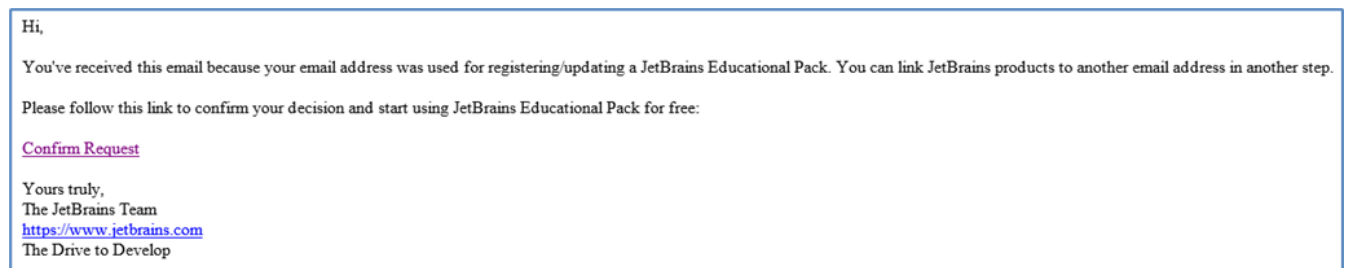 Hi,
You've received this email because your email address was used for registering/updating a JetBrains Educational Pack. You can link JetBrains products to another email address in another step.
Please follow this link to confirm your decision and start using JetBrains Educational Pack for free:
Confirm Request
Yours truly,
The JetBrains Team
https://www.jetbrains.com
The Drive to Develop